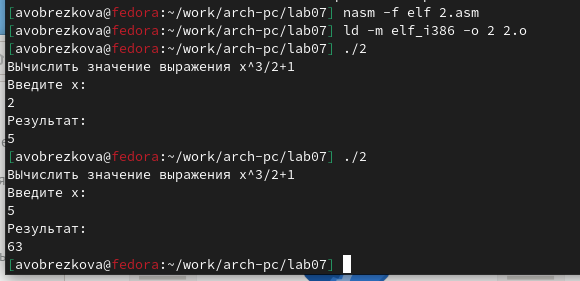 [avobrezkova@fedora:~/work/arch-pc/lab07] nasm -f elf 2.asm
[avobrezkova@fedora:~/work/arch-pc/lab07] ld -m elf_i386 -o 2 2.o
[avobrezkova@fedora:~/work/arch-pc/lab07] ./2
ВЫчислить значение выражения x^3/2+1
Введите x:
2
Результат:
5
[avobrezkova@fedora:~/work/arch-pc/lab07] ./2
ВЫчислить значение выражения x^3/2+1
Введите x:
5
Результат:
63
[avobrezkova@fedora:~/work/arch-pc/lab07]